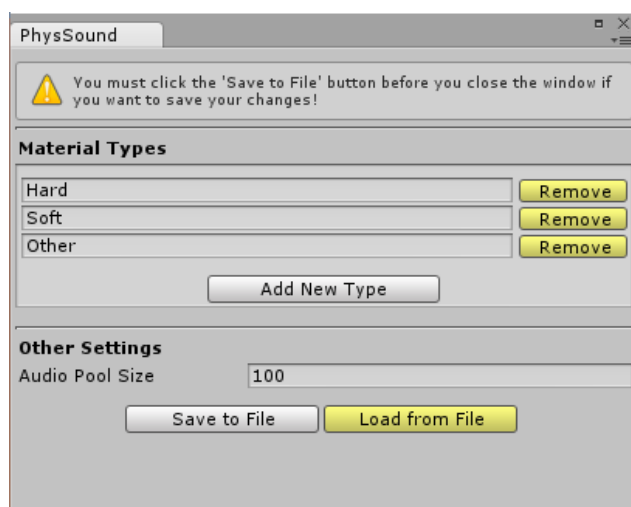 PhysSound
You must click the 'Save to File' button before you close the window if
you want to save your changes!
Material Types
Hard Remove
Soft Remove
Other Remove
Add New Type
Other Settings
Audio Pool Size 100
Save to File Load from File